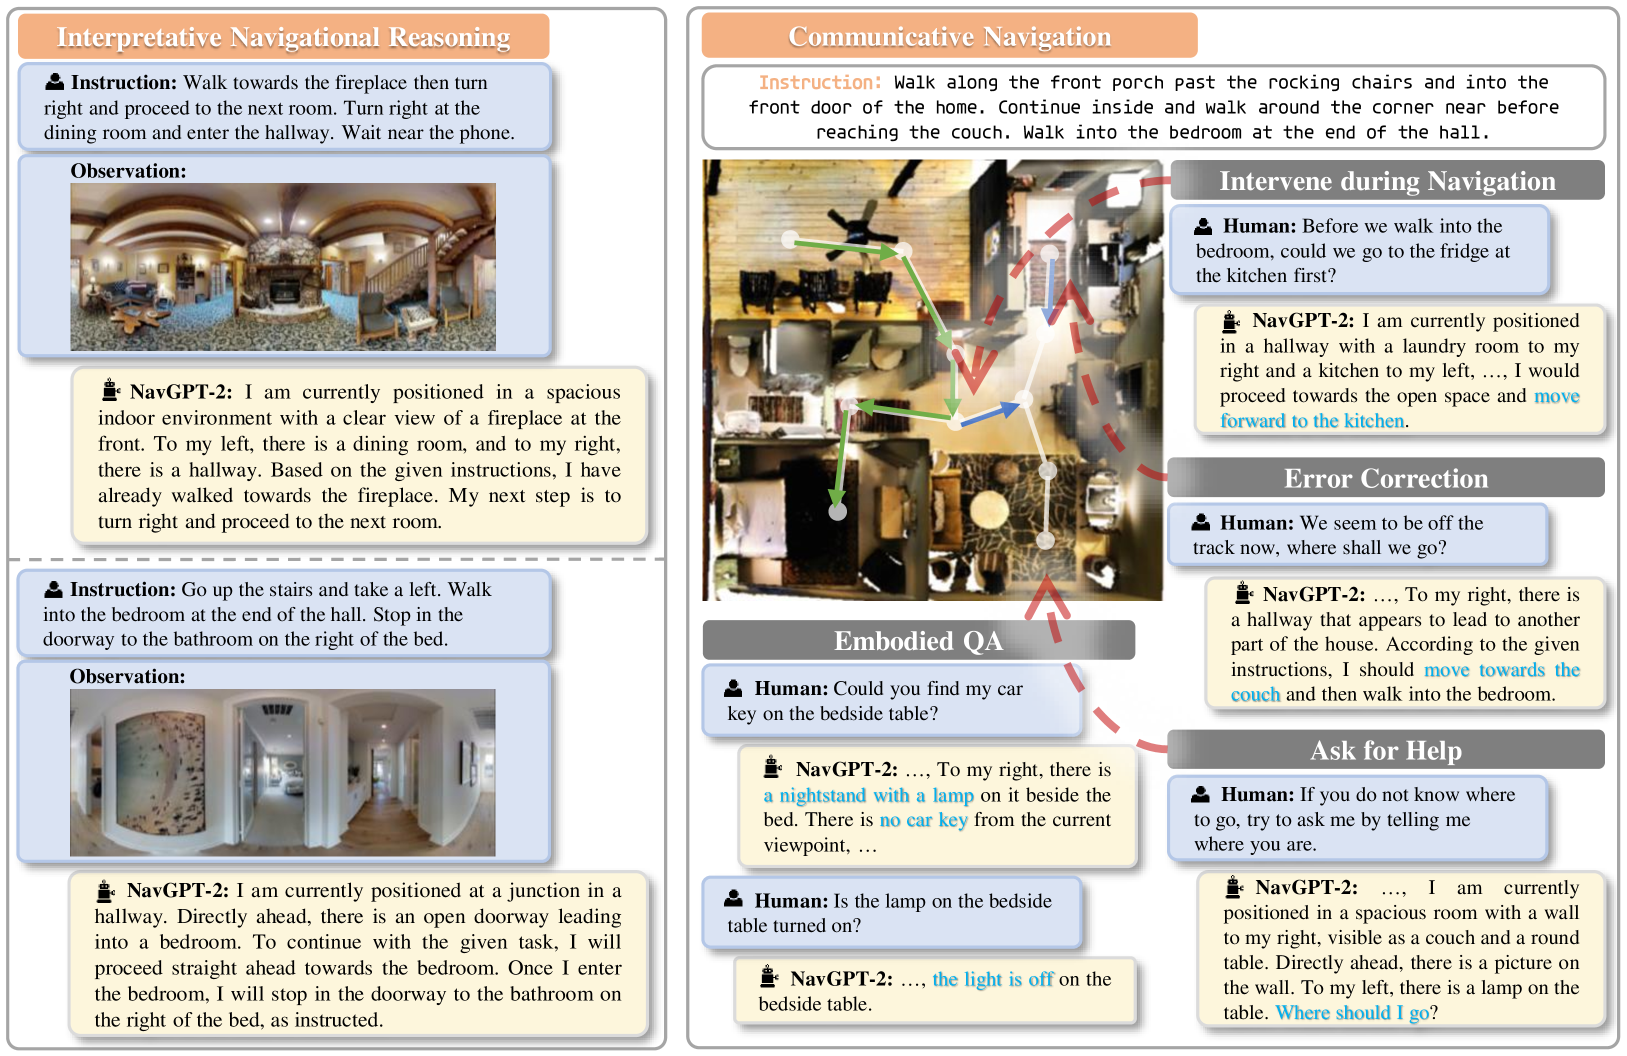 Interpretative Navigational Reasoning
Instruction: Walk towards the fireplace then turn
right and proceed to the next room. Turn right at the
dining room and enter the hallway. Wait near the phone.
Observation:
NavGPT-2: I am currently positioned in a spacious
indoor environment with a clear view of a fireplace at the
front. To my left, there is a dining room, and to my right,
there is a hallway. Based on the given instructions, I have
already walked towards the fireplace. My next step is to
turn right and proceed to the next room.
Instruction: Go up the stairs and take a left. Walk
into the bedroom at the end of the hall. Stop in the
doorway to the bathroom on the right of the bed.
Observation:
NavGPT-2: I am currently positioned at a junction in a
hallway. Directly ahead, there is an open doorway leading
into a bedroom. To continue with the given task, I will
proceed straight ahead towards the bedroom. Once I enter
the bedroom, I will stop in the doorway to the bathroom on
the right of the bed, as instructed.
Communicative Navigation
Instruction: Walk along the front porch past the rocking chairs and into the
front door of the home. Continue inside and walk around the corner near before
reaching the couch. Walk into the bedroom at the end of the hall.
Embodied QA
Human: Could you find my car
key on the bedside table?
NavGPT-2: …, To my right, there is
a nightstand with a lamp on it beside the
bed. There is no car key from the current
viewpoint, …
Human: Is the lamp on the bedside
table turned on?
NavGPT-2: …, the light is off on the
bedside table.
Intervene during Navigation
Human: Before we walk into the
bedroom, could we go to the fridge at
the kitchen first?
NavGPT-2: I am currently positioned
in a hallway with a laundry room to my
right and a kitchen to my left, …, I would
proceed towards the open space and move
forward to the kitchen.
Error Correction
Human: We seem to be off the
track now, where shall we go?
NavGPT-2: …, To my right, there is
a hallway that appears to lead to another
part of the house. According to the given
instructions, I should move towards the
couch and then walk into the bedroom.
Ask for Help
Human: If you do not know where
to go, try to ask me by telling me
where you are.
NavGPT-2: …, I am currently
positioned in a spacious room with a wall
to my right, visible as a couch and a round
table. Directly ahead, there is a picture on
the wall. To my left, there is a lamp on the
table. Where should I go?